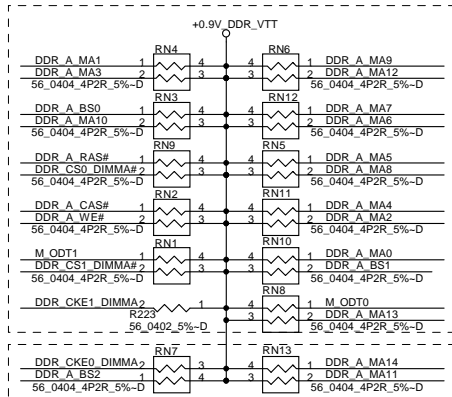 +0.9V_DDR_VTT
RN4 RN6
DDR_A_MA1 1 4 4 1 DDR_A_MA9
DDR_A_MA3 2 3 3 2 DDR_A_MA12
56_0404_4P2R_5%~D 56_0404_4P2R_5%~D
RN3 RN12
DDR_A_BS0 1 4 4 1 DDR_A_MA7
DDR_A_MA10 2 3 3 2 DDR_A_MA6
56_0404_4P2R_5%~D 56_0404_4P2R_5%~D
RN9 RN5
DDR_A_RAS# 1 4 4 1 DDR_A_MA5
DDR_CS0_DIMMA# 2 3 3 2 DDR_A_MA8
56_0404_4P2R_5%~D 56_0404_4P2R_5%~D
RN2 RN11
DDR_A_CAS# 1 4 4 1 DDR_A_MA4
DDR_A_WE# 2 3 3 2 DDR_A_MA2
56_0404_4P2R_5%~D 56_0404_4P2R_5%~D
RN1 RN10
M_ODT1 1 4 4 1 DDR_A_MA0
DDR_CS1_DIMMA# 2 3 3 2 DDR_A_BS1
56_0404_4P2R_5%~D 56_0404_4P2R_5%~D
RN8
DDR_CKE1_DIMMA 2 1 4 1 M_ODT0
R223 3 2 DDR_A_MA13
56_0402_5%~D 56_0404_4P2R_5%~D
RN7 RN13
DDR_CKE0_DIMMA 2 3 4 1 DDR_A_MA14
DDR_A_BS2 1 4 3 2 DDR_A_MA11
56_0404_4P2R_5%~D 56_0404_4P2R_5%~D